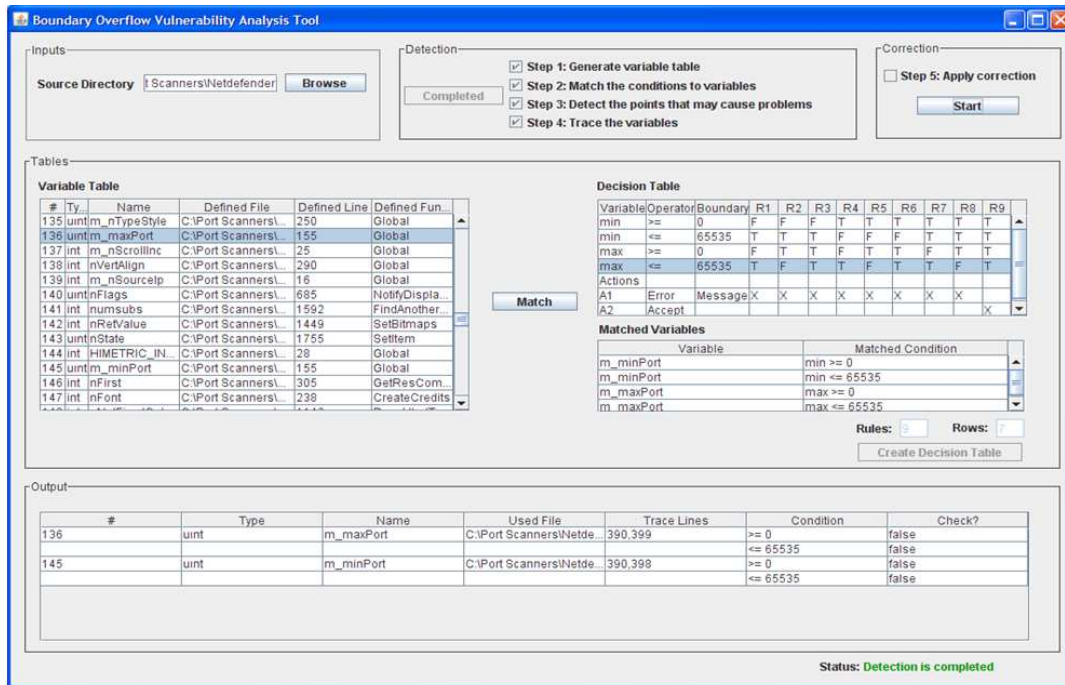 Boundary Overflow Vulnerability Analysis Tool
Inputs
Source Directory t Scanners\Netdefender Browse
Detection
Completed
Step 1: Generate variable table
Step 2: Match the conditions to variables
Step 3: Detect the points that may cause problems
Step 4: Trace the variables
Correction
Step 5: Apply correction
Start
Tables
Variable Table
# Ty... Name Defined File Defined Line Defined Fun...
135 uint m_nTypeStyle C:\Port Scanners\... 250 Global
136 uint m_maxPort C:\Port Scanners\... 155 Global
137 int m_nScrollInc C:\Port Scanners\... 25 Global
138 int nVertAlign C:\Port Scanners\... 290 Global
139 int m_nSourceIp C:\Port Scanners\... 16 Global
140 uint nFlags C:\Port Scanners\... 685 NotifyDispla...
141 int numsubs C:\Port Scanners\... 1592 FindAnother...
142 int nRetValue C:\Port Scanners\... 1449 SetBitmaps
143 uint nState C:\Port Scanners\... 1755 SetItem
144 int HIMETRIC_IN... C:\Port Scanners\... 28 Global
145 uint m_minPort C:\Port Scanners\... 155 Global
146 int nFirst C:\Port Scanners\... 305 GetResCom...
147 int nFont C:\Port Scanners\... 238 CreateCredits
Match
Decision Table
Variable Operator Boundary R1 R2 R3 R4 R5 R6 R7 R8 R9
min >= 0 F F F T T T T T T
min <= 65535 T T T F F F T T T
max >= 0 F T T F T T F T T
max <= 65535 T F T T F T T F T
Actions
A1 Error Message X X X X X X X X
A2 Accept X
Matched Variables
Variable Matched Condition
m_minPort min >= 0
m_minPort min <= 65535
m_maxPort max >= 0
m_maxPort max <= 65535
Rules: 9 Rows: 7
Create Decision Table
Output
# Type Name Used File Trace Lines Condition Check?
136 uint m_maxPort C:\Port Scanners\Netde... 390,399 >= 0 false
<= 65535 false
145 uint m_minPort C:\Port Scanners\Netde... 390,398 >= 0 false
<= 65535 false
Status: Detection is completed